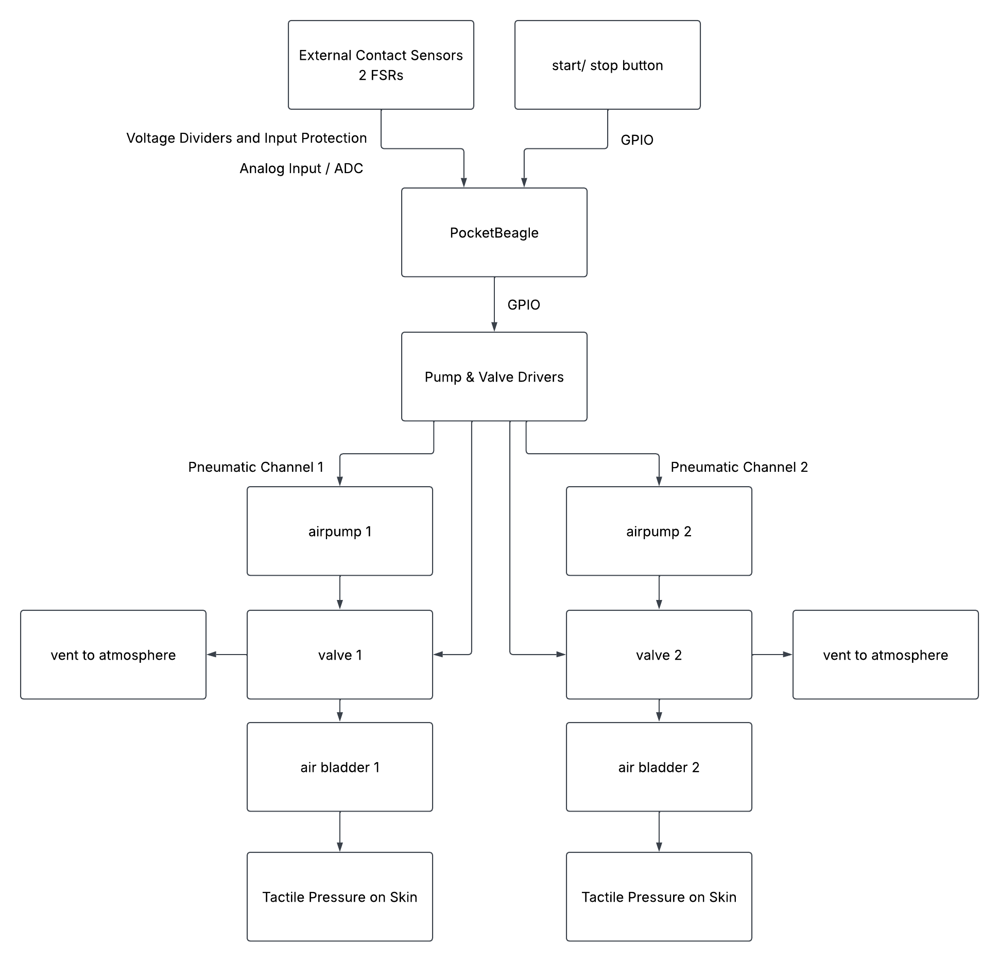 External Contact Sensors
2 FSRs
start/ stop button
Voltage Dividers and Input Protection
GPIO
Analog Input / ADC
PocketBeagle
GPIO
Pump & Valve Drivers
Pneumatic Channel 1
Pneumatic Channel 2
airpump 1
airpump 2
vent to atmosphere
valve 1
valve 2
vent to atmosphere
air bladder 1
air bladder 2
Tactile Pressure on Skin
Tactile Pressure on Skin